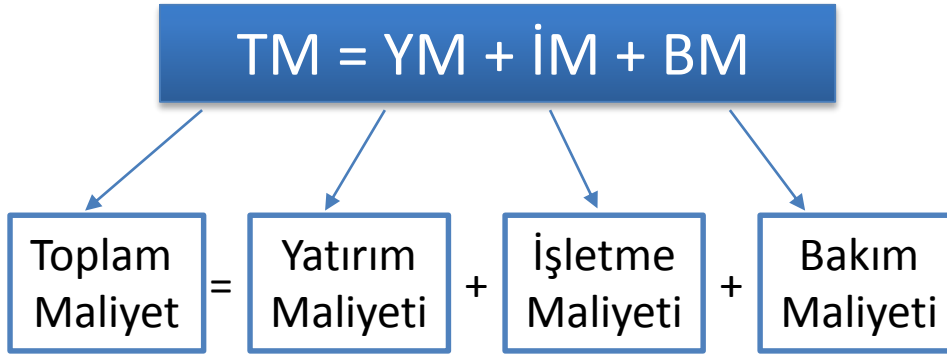 TM = YM + İM + BM
Toplam
Maliyet
=
Yatırım
Maliyeti
+
İşletme
Maliyeti
+
Bakım
Maliyeti